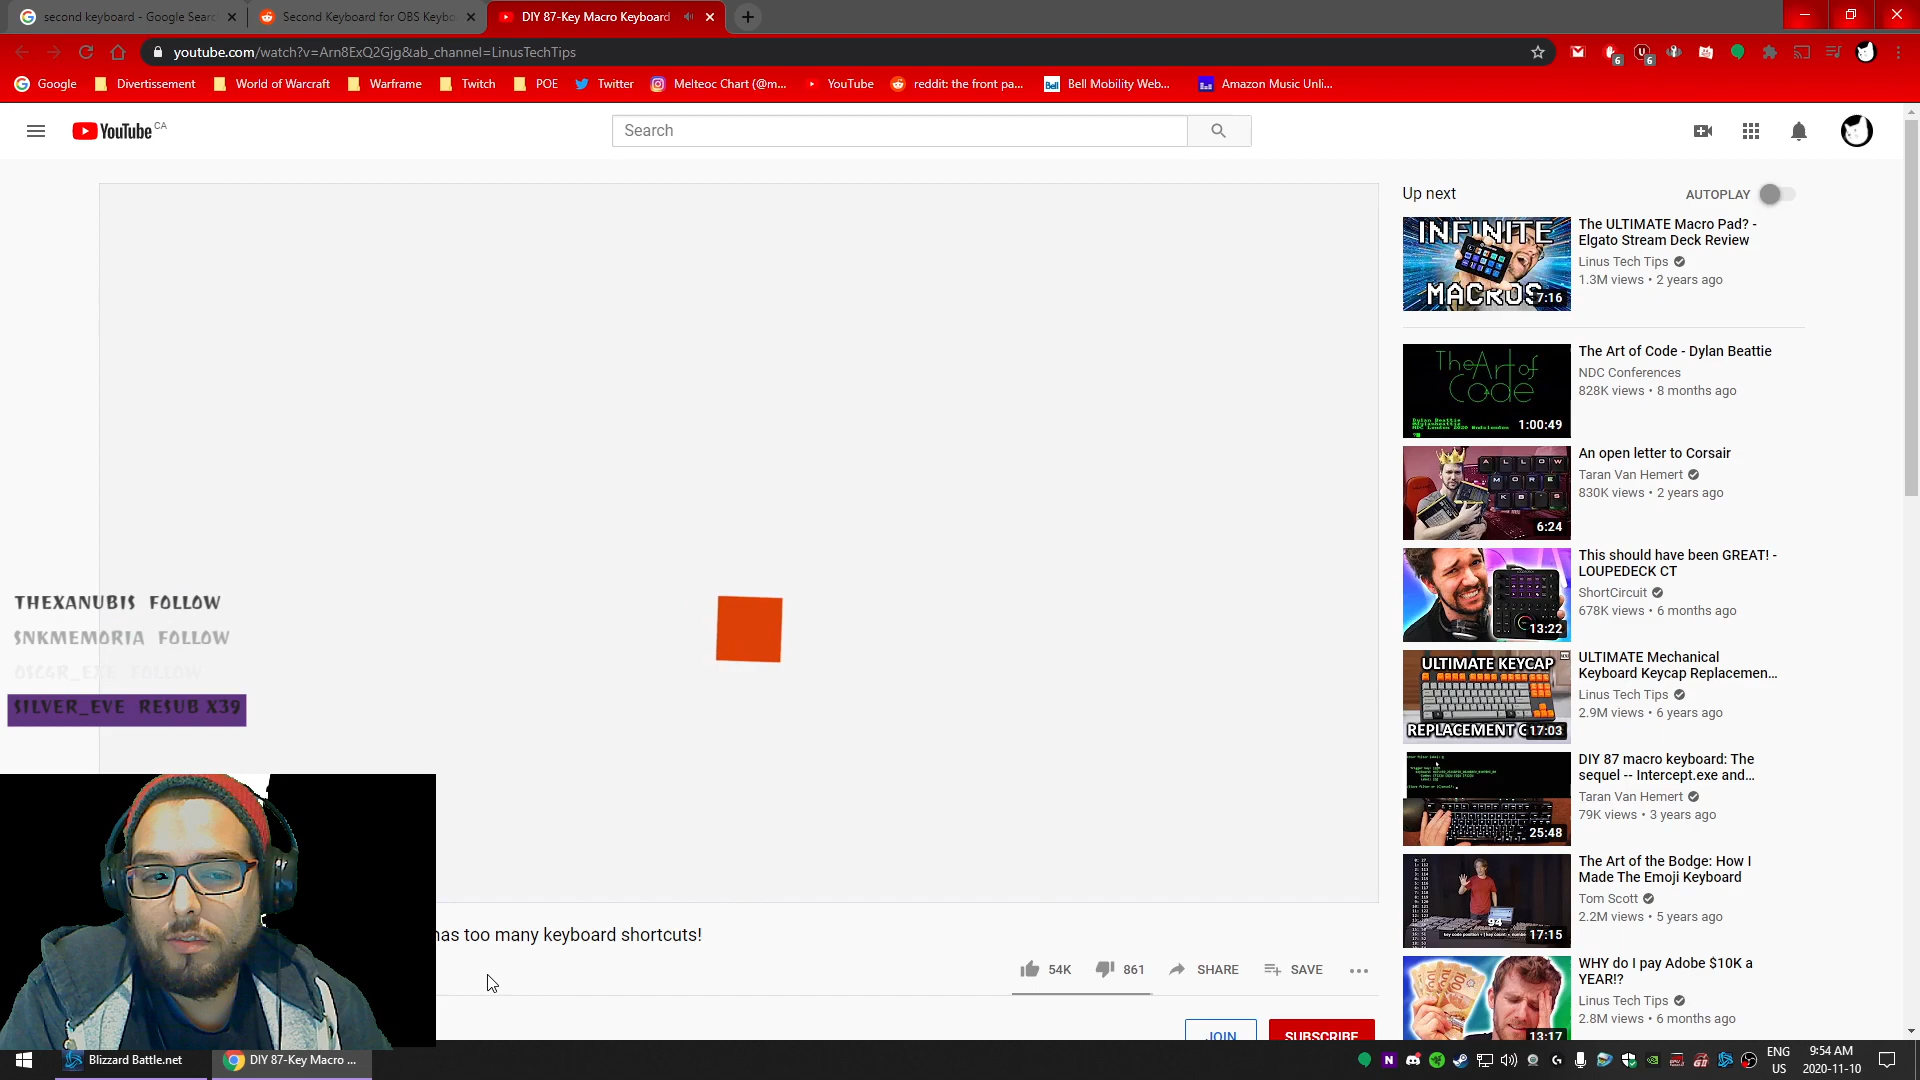 second keyboard - Google Sear
Second Keyboard for OBS Keybo
DIY 87-Key Macro Keyboard
youtube.com/watch?v=Arn8ExQ2Gjg&ab_channel=LinusTechTips
6
6
Google
Divertissement
World of Warcraft
Warframe
Twitch
POE
Twitter
Melteoc Chart (@m...
YouTube
reddit: the front pa...
Bell
Bell Mobility Web...
Amazon Music Unli...
YouTube CA
Search
Up next
AUTOPLAY
INFINITE
MACROS
7:16
The ULTIMATE Macro Pad? -
Elgato Stream Deck Review
Linus Tech Tips
1.3M views • 2 years ago
The Art of
Code
1:00:49
The Art of Code - Dylan Beattie
NDC Conferences
828K views • 8 months ago
ALLOW
MORE
KBS
6:24
An open letter to Corsair
Taran Van Hemert
830K views • 2 years ago
13:22
This should have been GREAT! -
LOUPEDECK CT
ShortCircuit
678K views • 6 months ago
ULTIMATE KEYCAP
REPLACEMENT
17:03
ULTIMATE Mechanical
Keyboard Keycap Replacemen...
Linus Tech Tips
2.9M views • 6 years ago
25:48
DIY 87 macro keyboard: The
sequel -- Intercept.exe and...
Taran Van Hemert
79K views • 3 years ago
94
17:15
The Art of the Bodge: How I
Made The Emoji Keyboard
Tom Scott
2.2M views • 5 years ago
13:17
WHY do I pay Adobe $10K a
YEAR!?
Linus Tech Tips
2.8M views • 6 months ago
THEXANUBIS FOLLOW
SNKMEMORIA FOLLOW
OSCGR_EXE FOLLOW
SILVER_EVE RESUB X39
has too many keyboard shortcuts!
54K
861
SHARE
SAVE
JOIN
SUBSCRIBE
Blizzard Battle.net
DIY 87-Key Macro ...
ENG
US
9:54 AM
2020-11-10